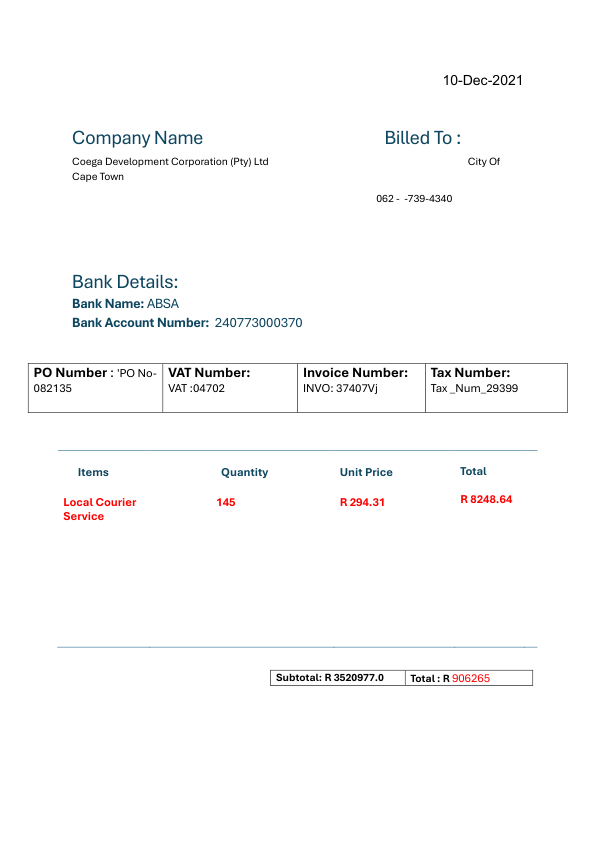 10-Dec-2021
Company Name
Billed To :
Coega Development Corporation (Pty) Ltd
City Of
Cape Town
062 -  -739-4340
Bank Details:
Bank Name: ABSA
Bank Account Number:  240773000370
PO Number : 'PO No-
082135
VAT Number:
VAT :04702
Invoice Number:
INVO: 37407Vj
Tax Number:
Tax _Num_29399
Items Quantity Unit Price Total
Local Courier 145 R 294.31 R 8248.64
Service
Subtotal: R 3520977.0 Total : R 906265